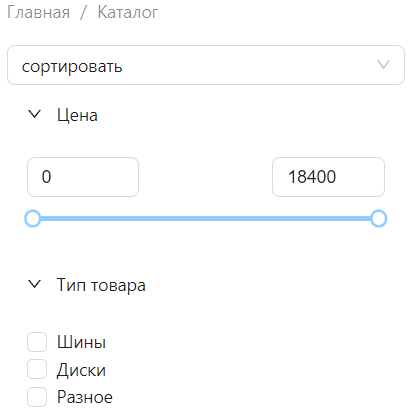 Главная / Каталог
сортировать
Цена
0 18400
Тип товара
Шины
Диски
Разное